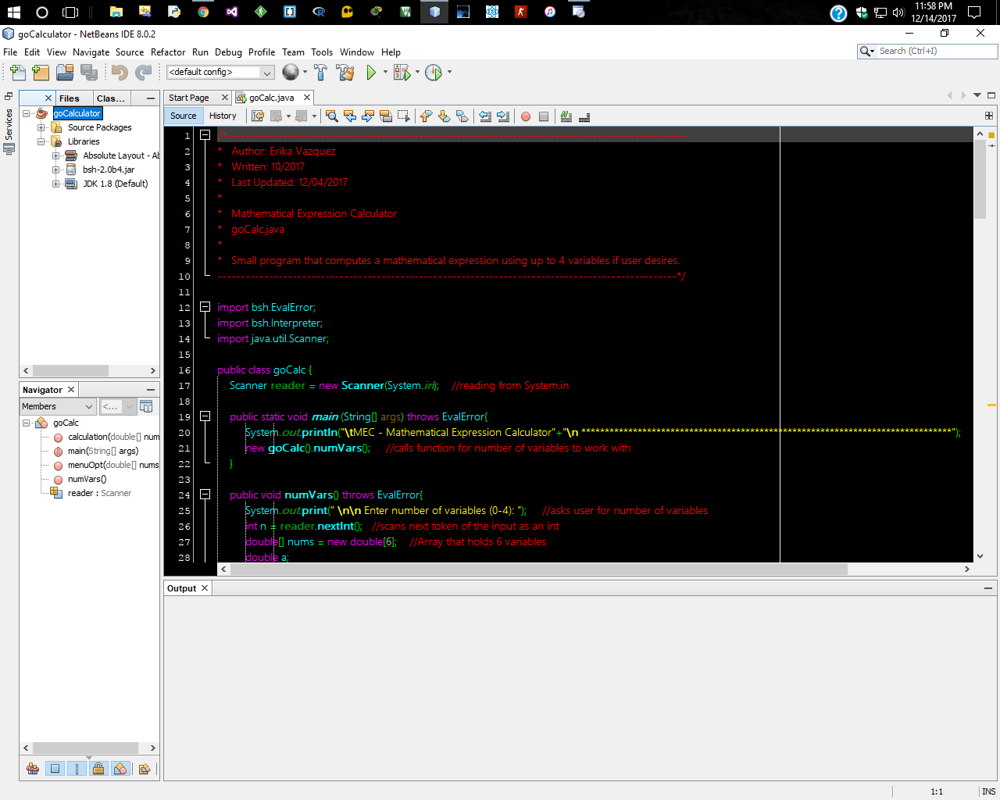 11:58 PM
12/14/2017
goCalculator - NetBeans IDE 8.0.2
File Edit View Navigate Source Refactor Run Debug Profile Team Tools Window Help
Search (Ctrl+I)
<default config>
Services
Files Clas...
goCalculator
Source Packages
Libraries
Absolute Layout - Ab
bsh-2.0b4.jar
JDK 1.8 (Default)
Navigator
Members <...
goCalc
calculation(double[] num
main(String[] args)
menuOpt(double[] nums
numVars()
reader : Scanner
Start Page goCalc.java
Source History
1 /*--------------------------------------------------------------------------------------------------
2 * Author: Erika Vazquez
3 * Written: 10/2017
4 * Last Updated: 12/04/2017
5 *
6 * Mathematical Expression Calculator
7 * goCalc.java
8 *
9 * Small program that computes a mathematical expression using up to 4 variables if user desires.
10 --------------------------------------------------------------------------------------------------*/
11
12 import bsh.EvalError;
13 import bsh.Interpreter;
14 import java.util.Scanner;
15
16 public class goCalc {
17 Scanner reader = new Scanner(System.in); //reading from System.in
18
19 public static void main (String[] args) throws EvalError{
20 System.out.println("\tMEC - Mathematical Expression Calculator"+"\n *******************************************************************************");
21 new goCalc().numVars(); //calls function for number of variables to work with
22 }
23
24 public void numVars() throws EvalError{
25 System.out.print(" \n\n Enter number of variables (0-4): "); //asks user for number of variables
26 int n = reader.nextInt(); //scans next token of the input as an int
27 double[] nums = new double[6]; //Array that holds 6 variables
28 double a;
Output
1:1 INS